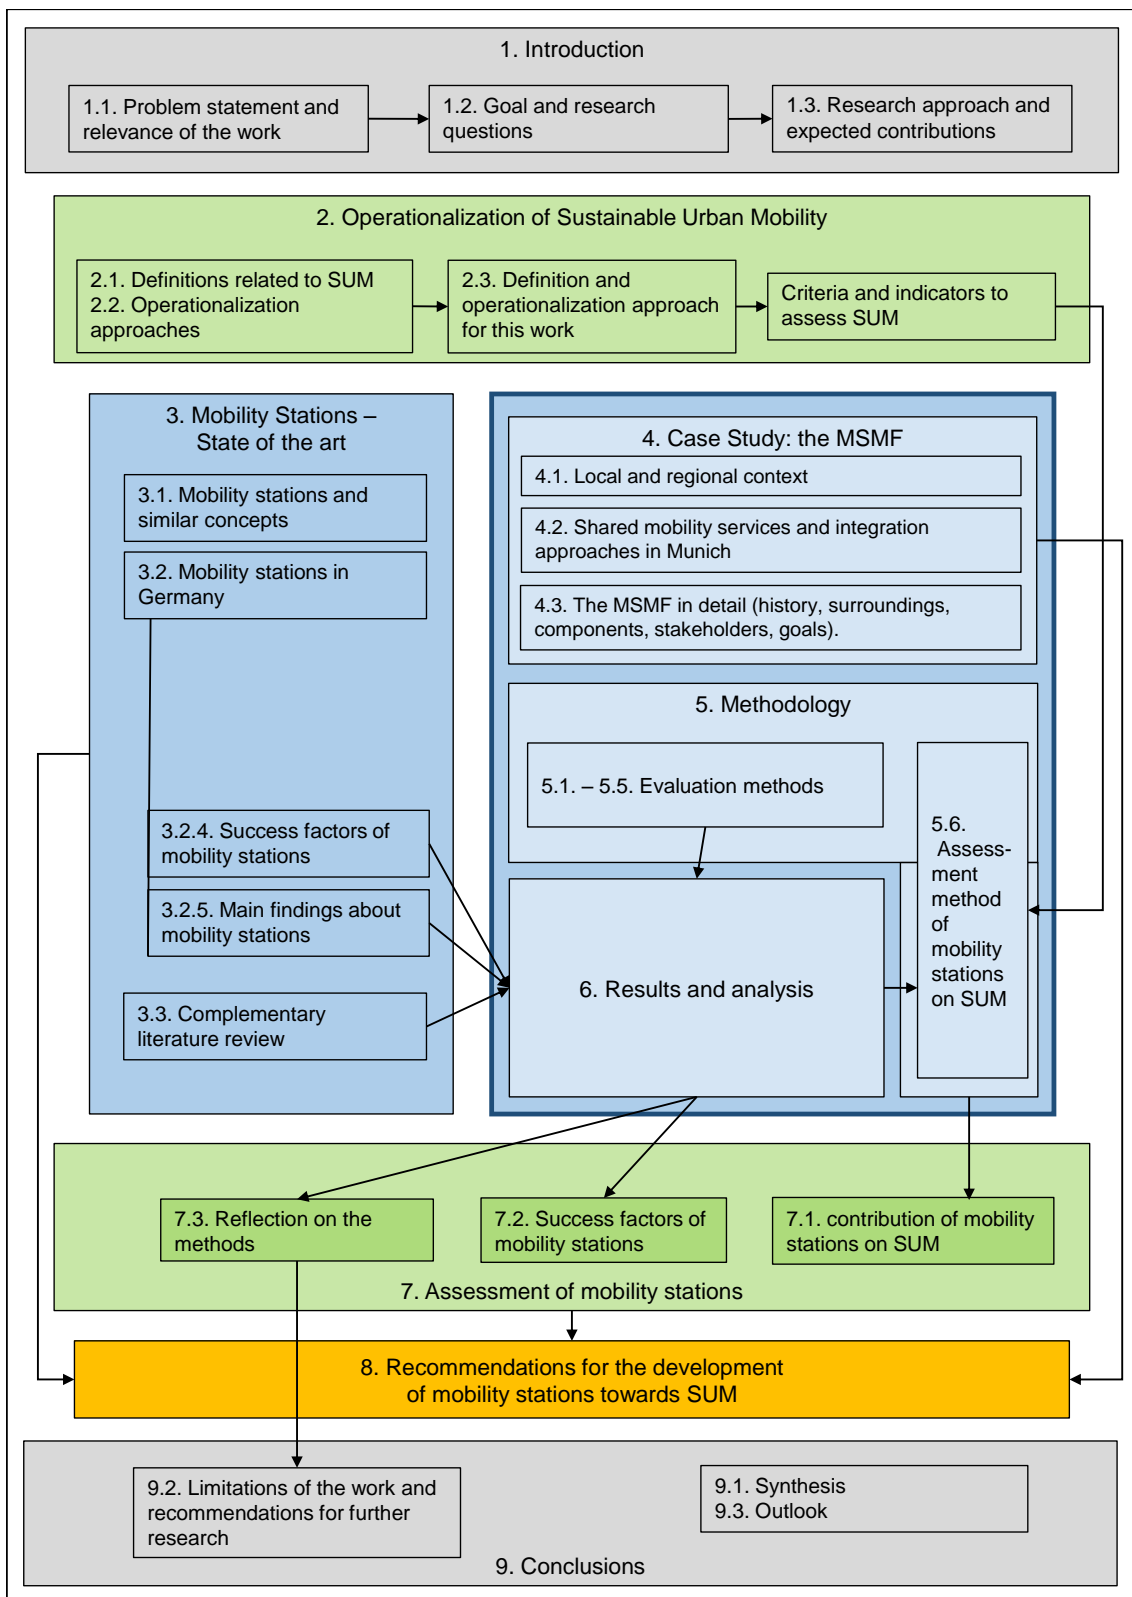 1. Introduction
1.1. Problem statement and
relevance of the work
1.2. Goal and research
questions
1.3. Research approach and
expected contributions
2. Operationalization of Sustainable Urban Mobility
2.1. Definitions related to SUM
2.2. Operationalization
approaches
2.3. Definition and
operationalization approach
for this work
Criteria and indicators to
assess SUM
3. Mobility Stations –
State of the art
3.1. Mobility stations and
similar concepts
3.2. Mobility stations in
Germany
3.2.4. Success factors of
mobility stations
3.2.5. Main findings about
mobility stations
3.3. Complementary
literature review
4. Case Study: the MSMF
4.1. Local and regional context
4.2. Shared mobility services and integration
approaches in Munich
4.3. The MSMF in detail (history, surroundings,
components, stakeholders, goals).
5. Methodology
5.1. – 5.5. Evaluation methods
5.6.
Assess-
ment
method
of
mobility
stations
on SUM
6. Results and analysis
7.3. Reflection on the
methods
7.2. Success factors of
mobility stations
7.1. contribution of mobility
stations on SUM
7. Assessment of mobility stations
8. Recommendations for the development
of mobility stations towards SUM
9.2. Limitations of the work and
recommendations for further
research
9.1. Synthesis
9.3. Outlook
9. Conclusions